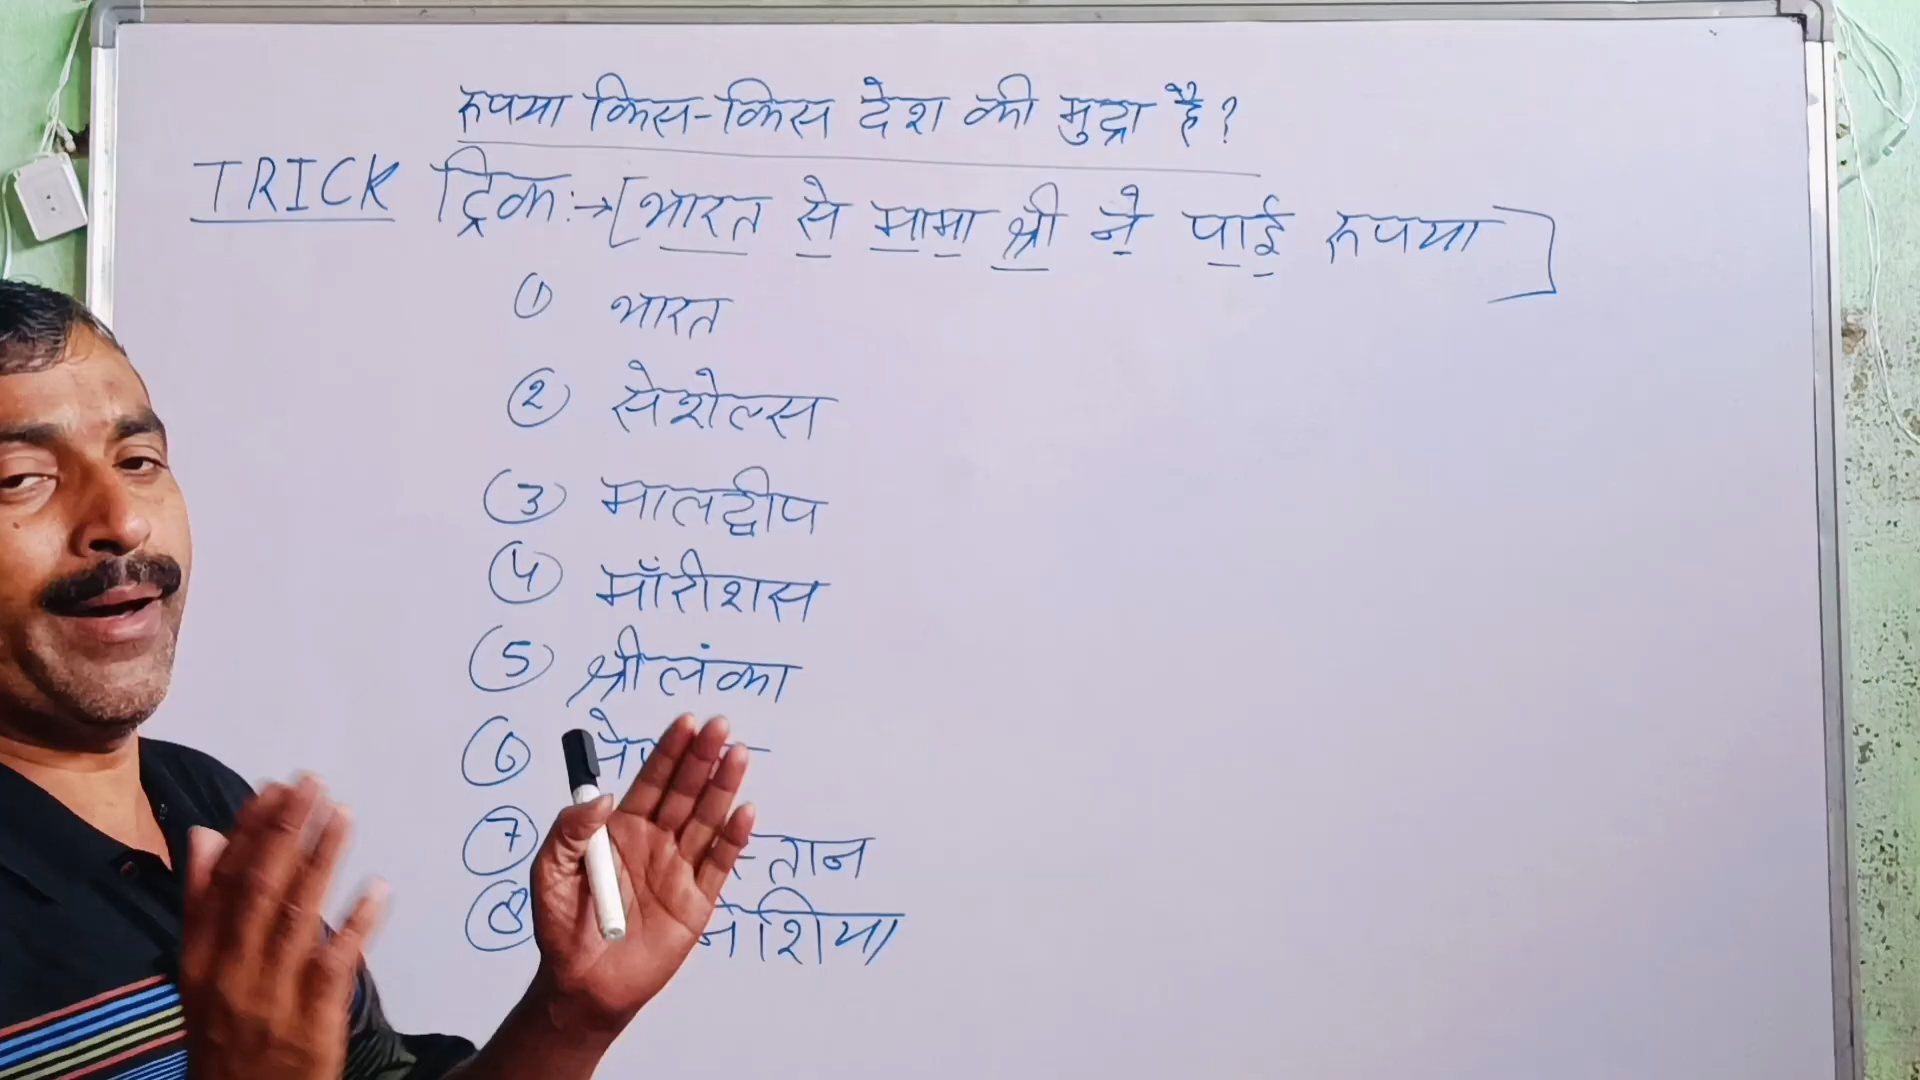 रुपया किस-किस देश की मुद्रा है?
TRICK ट्रिक:→[भारत से मामा श्री ने पाई रुपया]
① भारत
② सेशेल्स
③ मालद्वीप
④ मॉरीशस
⑤ श्रीलंका
⑥
⑦ स्तान
⑧ नेशिया